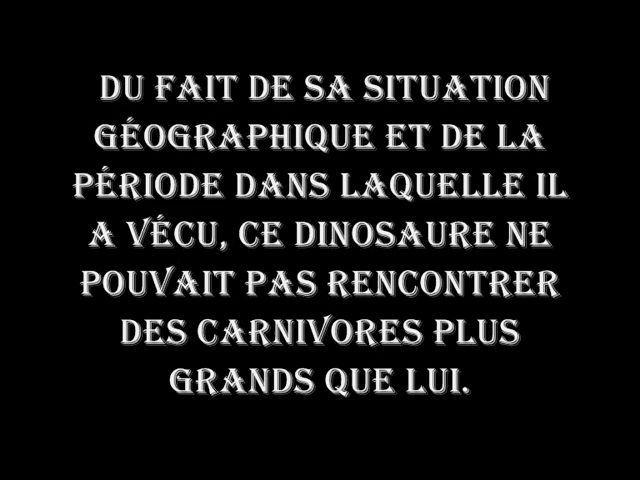 DU FAIT DE SA SITUATION
GÉOGRAPHIQUE ET DE LA
PÉRIODE DANS LAQUELLE IL
A VÉCU, CE DINOSAURE NE
POUVAIT PAS RENCONTRER
DES CARNIVORES PLUS
GRANDS QUE LUI.